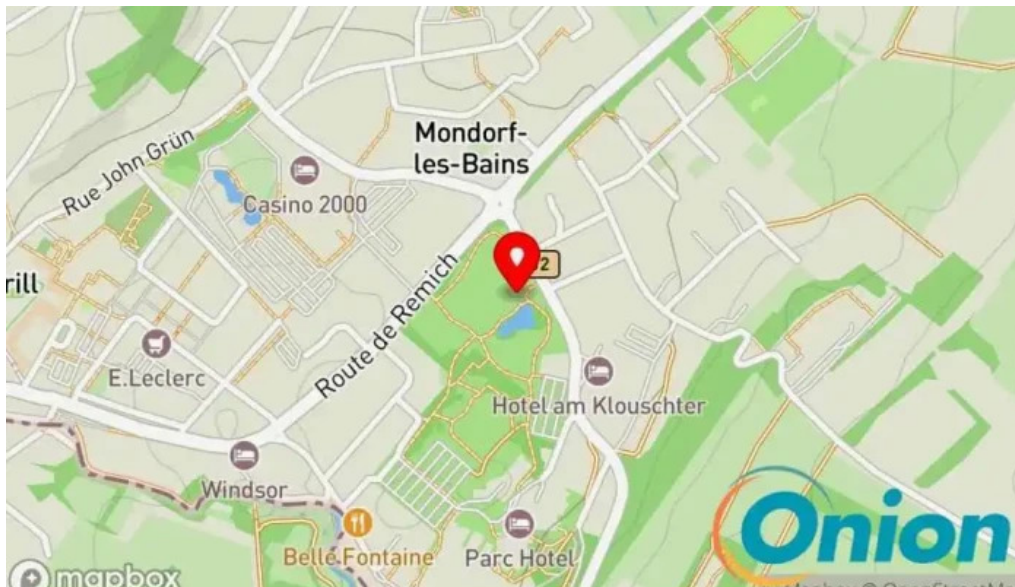 Mondorf-
les-Bains
Rue John Grün
Casino 2000
2
rill
Route de Remich
E.Leclerc
Hotel am Klouschter
Windsor
Belle Fontaine
Parc Hotel
Onion
mapbox